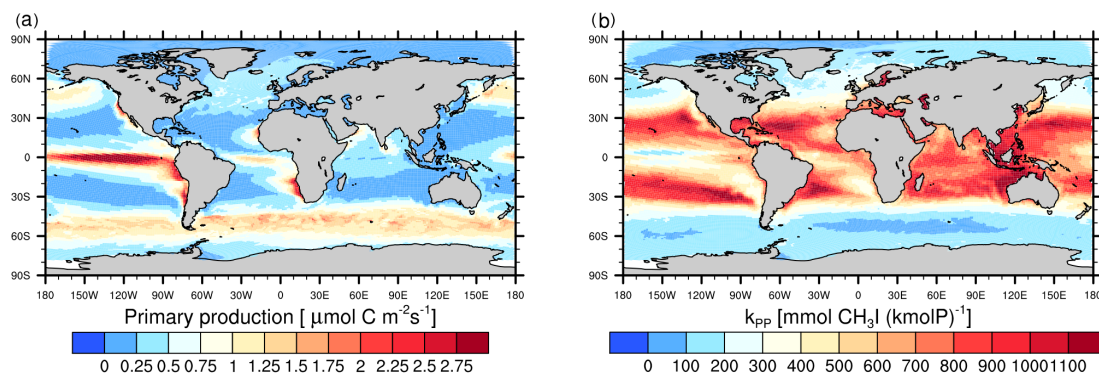 (a)
90N
60N
30N
0
30S
60S
90S
180 150W 120W 90W 60W 30W 0 30E 60E 90E 120E 150E 180
Primary production [ μmol C m⁻²s⁻¹]
0 0.25 0.5 0.75 1 1.25 1.5 1.75 2 2.25 2.5 2.75
(b)
90N
60N
30N
0
30S
60S
90S
180 150W 120W 90W 60W 30W 0 30E 60E 90E 120E 150E 180
k_PP [mmol CH₃I (kmolP)⁻¹]
0 100 200 300 400 500 600 700 800 900 1000 1100